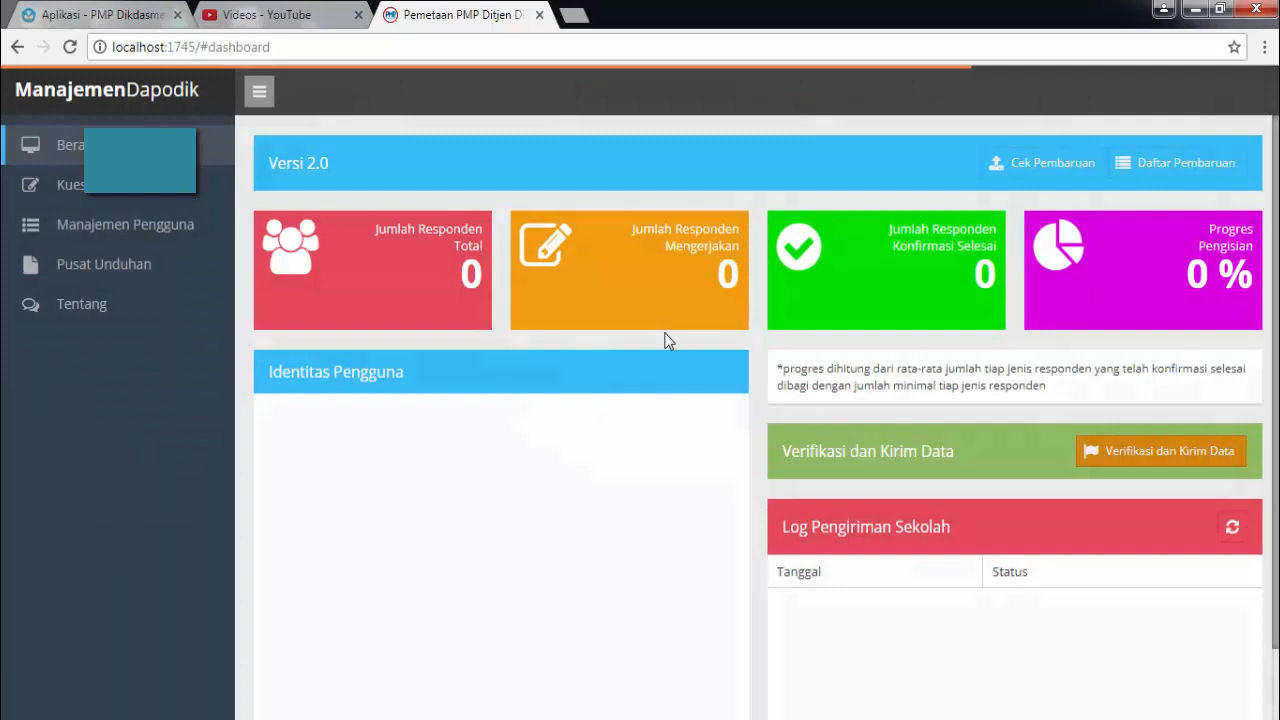 Aplikasi - PMP Dikdasme
Videos - YouTube
Pemetaan PMP Ditjen D
localhost:1745/#dashboard
ManajemenDapodik
Bera
Kues
Manajemen Pengguna
Pusat Unduhan
Tentang
Versi 2.0
Cek Pembaruan
Daftar Pembaruan
Jumlah Responden
Total
0
Jumlah Responden
Mengerjakan
0
Jumlah Responden
Konfirmasi Selesai
0
Progres
Pengisian
0 %
Identitas Pengguna
*progres dihitung dari rata-rata jumlah tiap jenis responden yang telah konfirmasi selesai
dibagi dengan jumlah minimal tiap jenis responden
Verifikasi dan Kirim Data
Verifikasi dan Kirim Data
Log Pengiriman Sekolah
Tanggal
Status